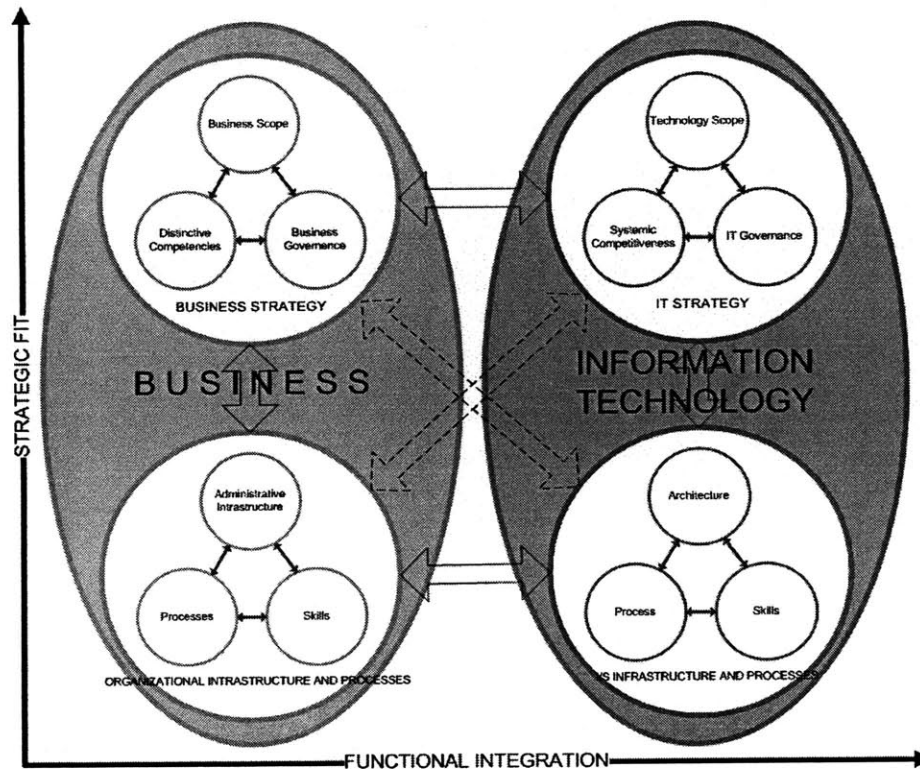 Business Scope
Distinctive
Competencies
Business
Governance
BUSINESS STRATEGY
Technology Scope
Systemic
Competitiveness
IT Governance
IT STRATEGY
STRATEGIC FIT
BUSINESS
INFORMATION
TECHNOLOGY
Administrative
Intrastructure
Processes
Skills
ORGANIZATIONAL INTRASTRUCTURE AND PROCESSES
Architecture
Process
Skills
I/S INFRASTRUCTURE AND PROCESSES
FUNCTIONAL INTEGRATION